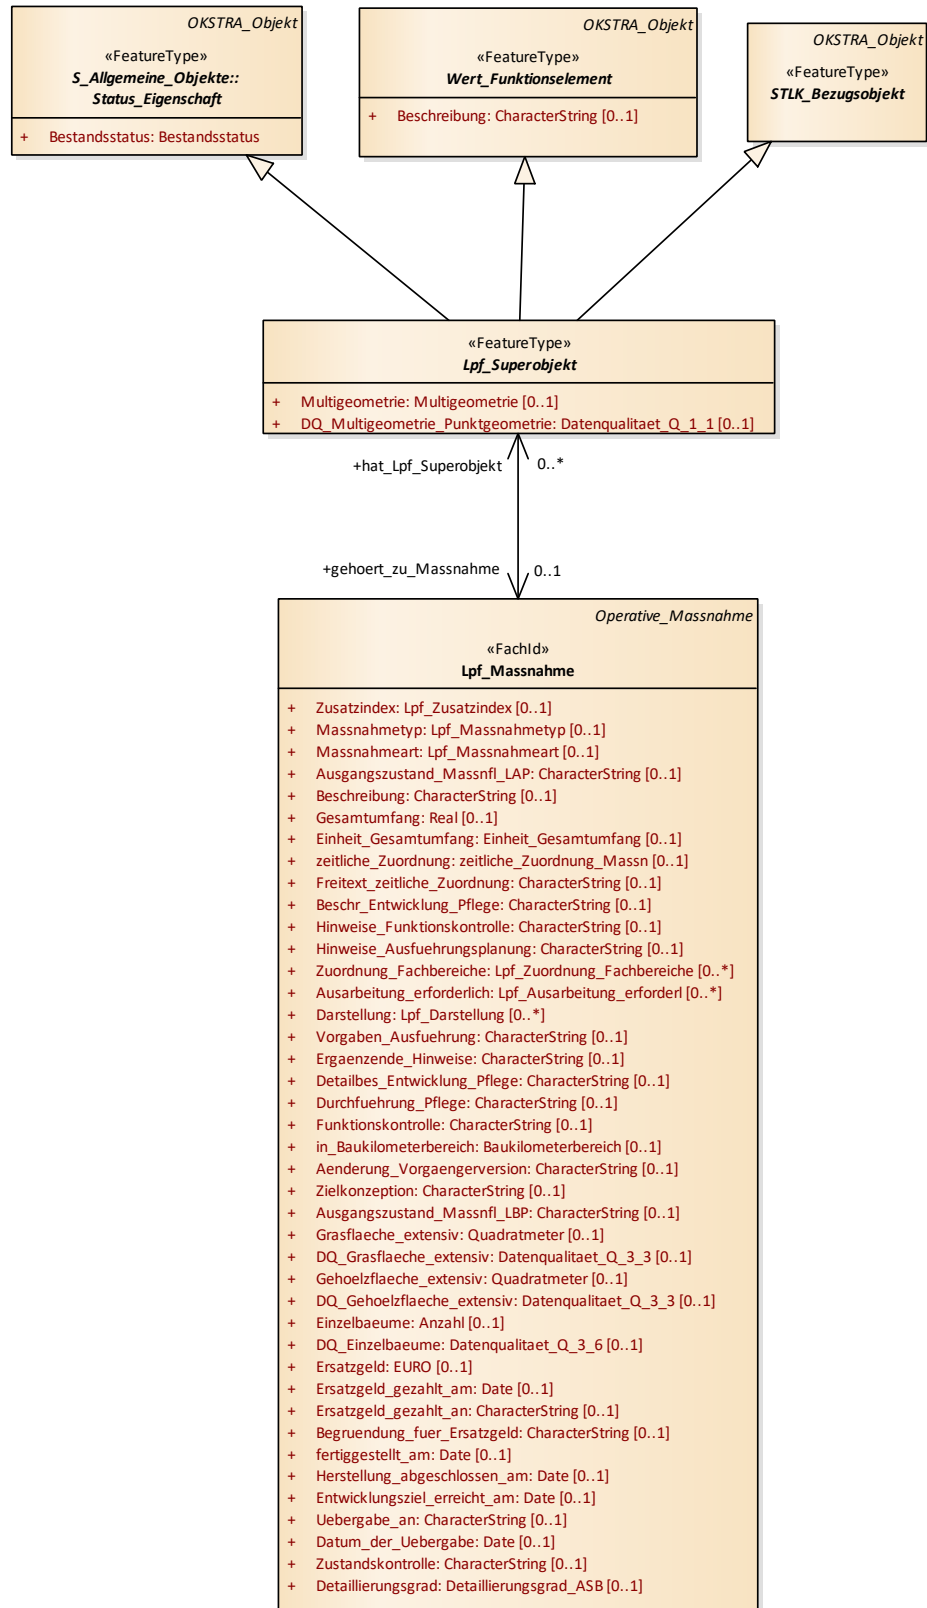 OKSTRA_Objekt
«FeatureType»
S_Allgemeine_Objekte::
Status_Eigenschaft
+ Bestandsstatus: Bestandsstatus
OKSTRA_Objekt
«FeatureType»
Wert_Funktionselement
+ Beschreibung: CharacterString [0..1]
OKSTRA_Objekt
«FeatureType»
STLK_Bezugsobjekt
«FeatureType»
Lpf_Superobjekt
+ Multigeometrie: Multigeometrie [0..1]
+ DQ_Multigeometrie_Punktgeometrie: Datenqualitaet_Q_1_1 [0..1]
+hat_Lpf_Superobjekt 0..*
+gehoert_zu_Massnahme 0..1
Operative_Massnahme
«FachId»
Lpf_Massnahme
+ Zusatzindex: Lpf_Zusatzindex [0..1]
+ Massnahmetyp: Lpf_Massnahmetyp [0..1]
+ Massnahmeart: Lpf_Massnahmeart [0..1]
+ Ausgangszustand_Massnfl_LAP: CharacterString [0..1]
+ Beschreibung: CharacterString [0..1]
+ Gesamtumfang: Real [0..1]
+ Einheit_Gesamtumfang: Einheit_Gesamtumfang [0..1]
+ zeitliche_Zuordnung: zeitliche_Zuordnung_Massn [0..1]
+ Freitext_zeitliche_Zuordnung: CharacterString [0..1]
+ Beschr_Entwicklung_Pflege: CharacterString [0..1]
+ Hinweise_Funktionskontrolle: CharacterString [0..1]
+ Hinweise_Ausfuehrungsplanung: CharacterString [0..1]
+ Zuordnung_Fachbereiche: Lpf_Zuordnung_Fachbereiche [0..*]
+ Ausarbeitung_erforderlich: Lpf_Ausarbeitung_erforderl [0..*]
+ Darstellung: Lpf_Darstellung [0..*]
+ Vorgaben_Ausfuehrung: CharacterString [0..1]
+ Ergaenzende_Hinweise: CharacterString [0..1]
+ Detailbes_Entwicklung_Pflege: CharacterString [0..1]
+ Durchfuehrung_Pflege: CharacterString [0..1]
+ Funktionskontrolle: CharacterString [0..1]
+ in_Baukilometerbereich: Baukilometerbereich [0..1]
+ Aenderung_Vorgaengerversion: CharacterString [0..1]
+ Zielkonzeption: CharacterString [0..1]
+ Ausgangszustand_Massnfl_LBP: CharacterString [0..1]
+ Grasflaeche_extensiv: Quadratmeter [0..1]
+ DQ_Grasflaeche_extensiv: Datenqualitaet_Q_3_3 [0..1]
+ Gehoelzflaeche_extensiv: Quadratmeter [0..1]
+ DQ_Gehoelzflaeche_extensiv: Datenqualitaet_Q_3_3 [0..1]
+ Einzelbaeume: Anzahl [0..1]
+ DQ_Einzelbaeume: Datenqualitaet_Q_3_6 [0..1]
+ Ersatzgeld: EURO [0..1]
+ Ersatzgeld_gezahlt_am: Date [0..1]
+ Ersatzgeld_gezahlt_an: CharacterString [0..1]
+ Begruendung_fuer_Ersatzgeld: CharacterString [0..1]
+ fertiggestellt_am: Date [0..1]
+ Herstellung_abgeschlossen_am: Date [0..1]
+ Entwicklungsziel_erreicht_am: Date [0..1]
+ Uebergabe_an: CharacterString [0..1]
+ Datum_der_Uebergabe: Date [0..1]
+ Zustandskontrolle: CharacterString [0..1]
+ Detaillierungsgrad: Detaillierungsgrad_ASB [0..1]